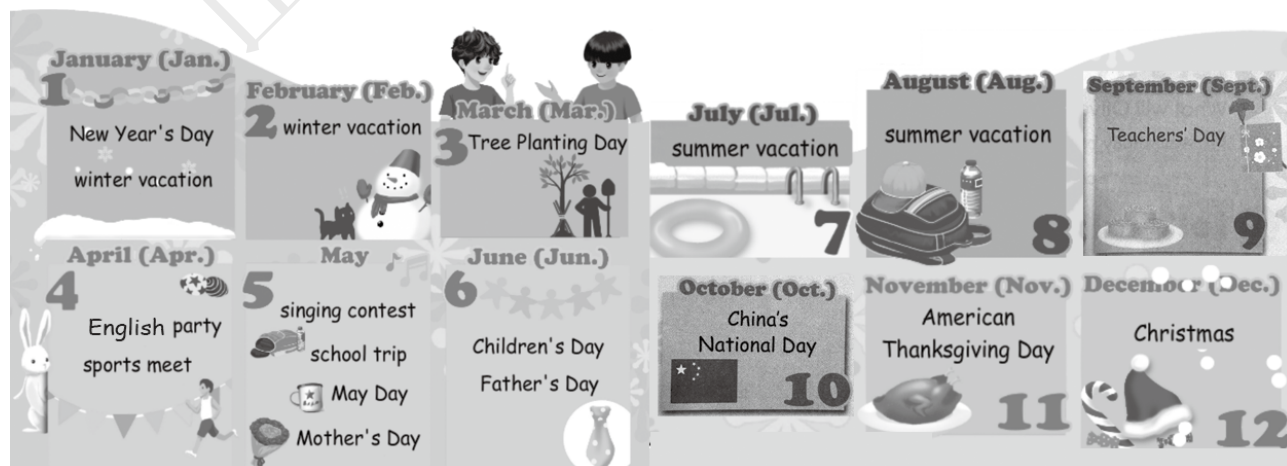 January (Jan.)
1
New Year's Day
winter vacation
February (Feb.)
2
winter vacation
March (Mar.)
3
Tree Planting Day
April (Apr.)
4
English party
sports meet
May
5
singing contest
school trip
May Day
Mother's Day
June (Jun.)
6
Children's Day
Father's Day
July (Jul.)
summer vacation
7
August (Aug.)
summer vacation
8
September (Sept.)
Teachers' Day
9
October (Oct.)
China's
National Day
10
November (Nov.)
American
Thanksgiving Day
11
December (Dec.)
Christmas
12